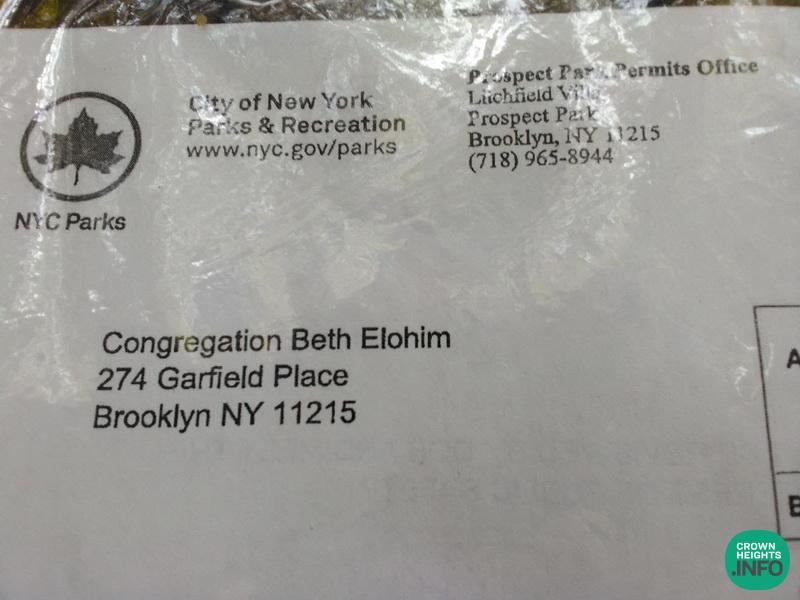 City of New York
Parks & Recreation
www.nyc.gov/parks
NYC Parks
Prospect Park Permits Office
Litchfield Villa
Prospect Park
Brooklyn, NY 11215
(718) 965-8944
Congregation Beth Elohim
274 Garfield Place
Brooklyn NY 11215
A
B
CROWN
HEIGHTS
.INFO